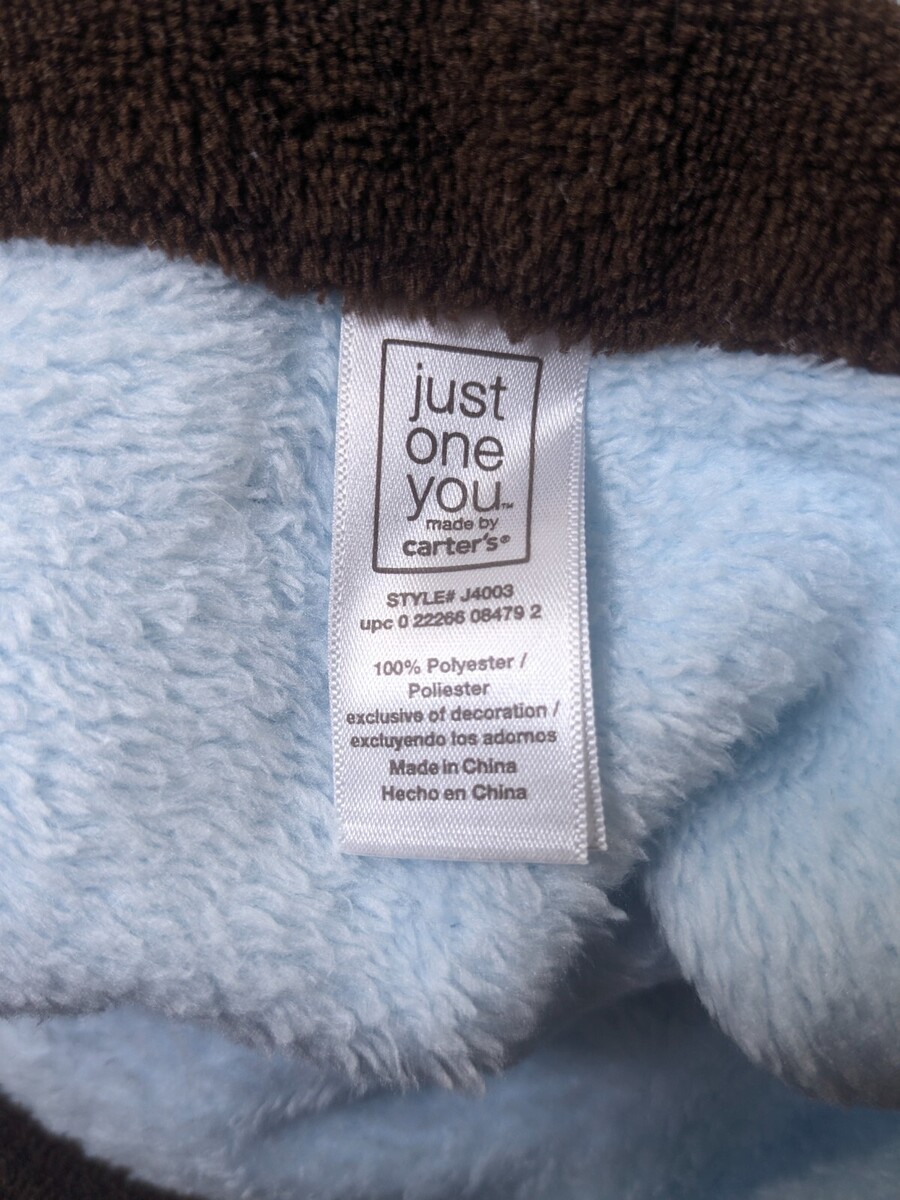 just
one
you™
made by
carter's®
STYLE# J4003
upc 0 22266 08479 2
100% Polyester /
Poliester
exclusive of decoration /
excluyendo los adornos
Made in China
Hecho en China